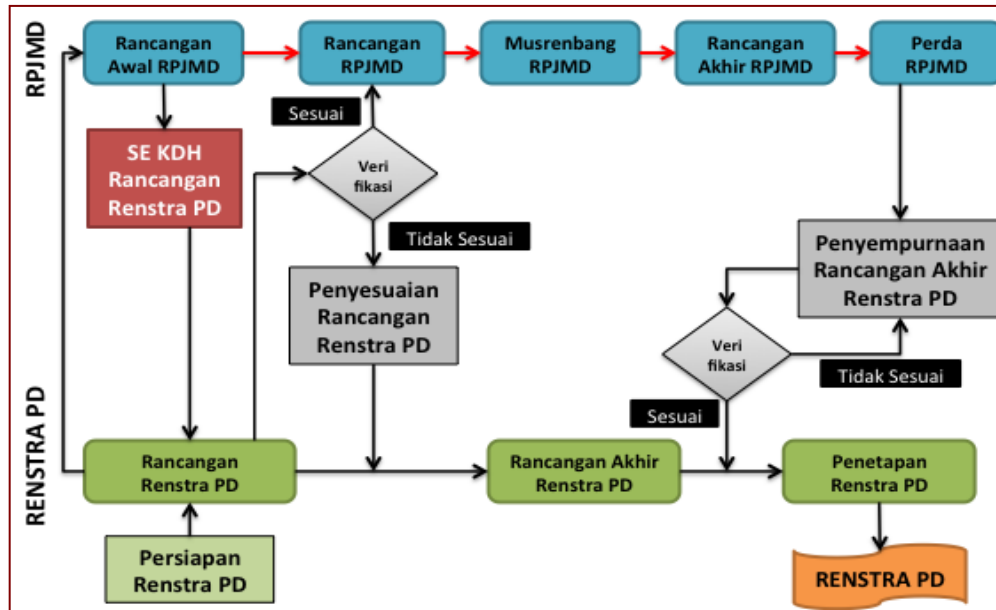 RPJMD
Rancangan
Awal RPJMD
Rancangan
RPJMD
Musrenbang
RPJMD
Rancangan
Akhir RPJMD
Perda
RPJMD
Sesuai
SE KDH
Rancangan
Renstra PD
Veri
fikasi
Tidak Sesuai
Penyesuaian
Rancangan
Renstra PD
Penyempurnaan
Rancangan Akhir
Renstra PD
Veri
fikasi
Tidak Sesuai
Sesuai
RENSTRA PD
Rancangan
Renstra PD
Rancangan Akhir
Renstra PD
Penetapan
Renstra PD
Persiapan
Renstra PD
RENSTRA PD